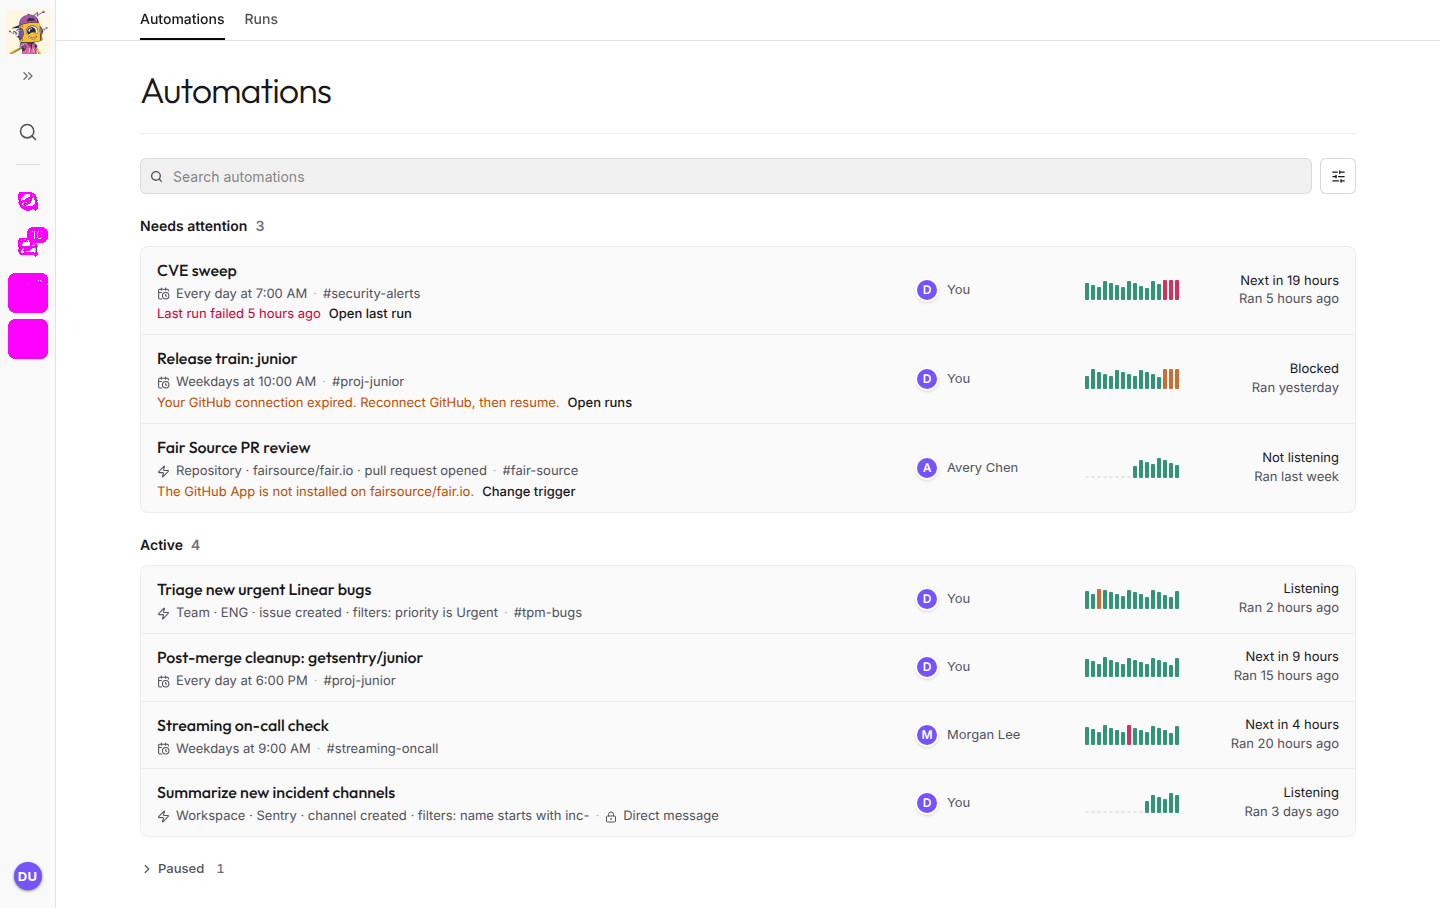 Automations Runs
Automations
Search automations
Needs attention 3
CVE sweep
Every day at 7:00 AM · #security-alerts
Last run failed 5 hours ago Open last run
D You
Next in 19 hours
Ran 5 hours ago
Release train: junior
Weekdays at 10:00 AM · #proj-junior
Your GitHub connection expired. Reconnect GitHub, then resume. Open runs
D You
Blocked
Ran yesterday
Fair Source PR review
Repository · fairsource/fair.io · pull request opened · #fair-source
The GitHub App is not installed on fairsource/fair.io. Change trigger
A Avery Chen
Not listening
Ran last week
Active 4
Triage new urgent Linear bugs
Team · ENG · issue created · filters: priority is Urgent · #tpm-bugs
D You
Listening
Ran 2 hours ago
Post-merge cleanup: getsentry/junior
Every day at 6:00 PM · #proj-junior
D You
Next in 9 hours
Ran 15 hours ago
Streaming on-call check
Weekdays at 9:00 AM · #streaming-oncall
M Morgan Lee
Next in 4 hours
Ran 20 hours ago
Summarize new incident channels
Workspace · Sentry · channel created · filters: name starts with inc- · Direct message
D You
Listening
Ran 3 days ago
Paused 1
DU